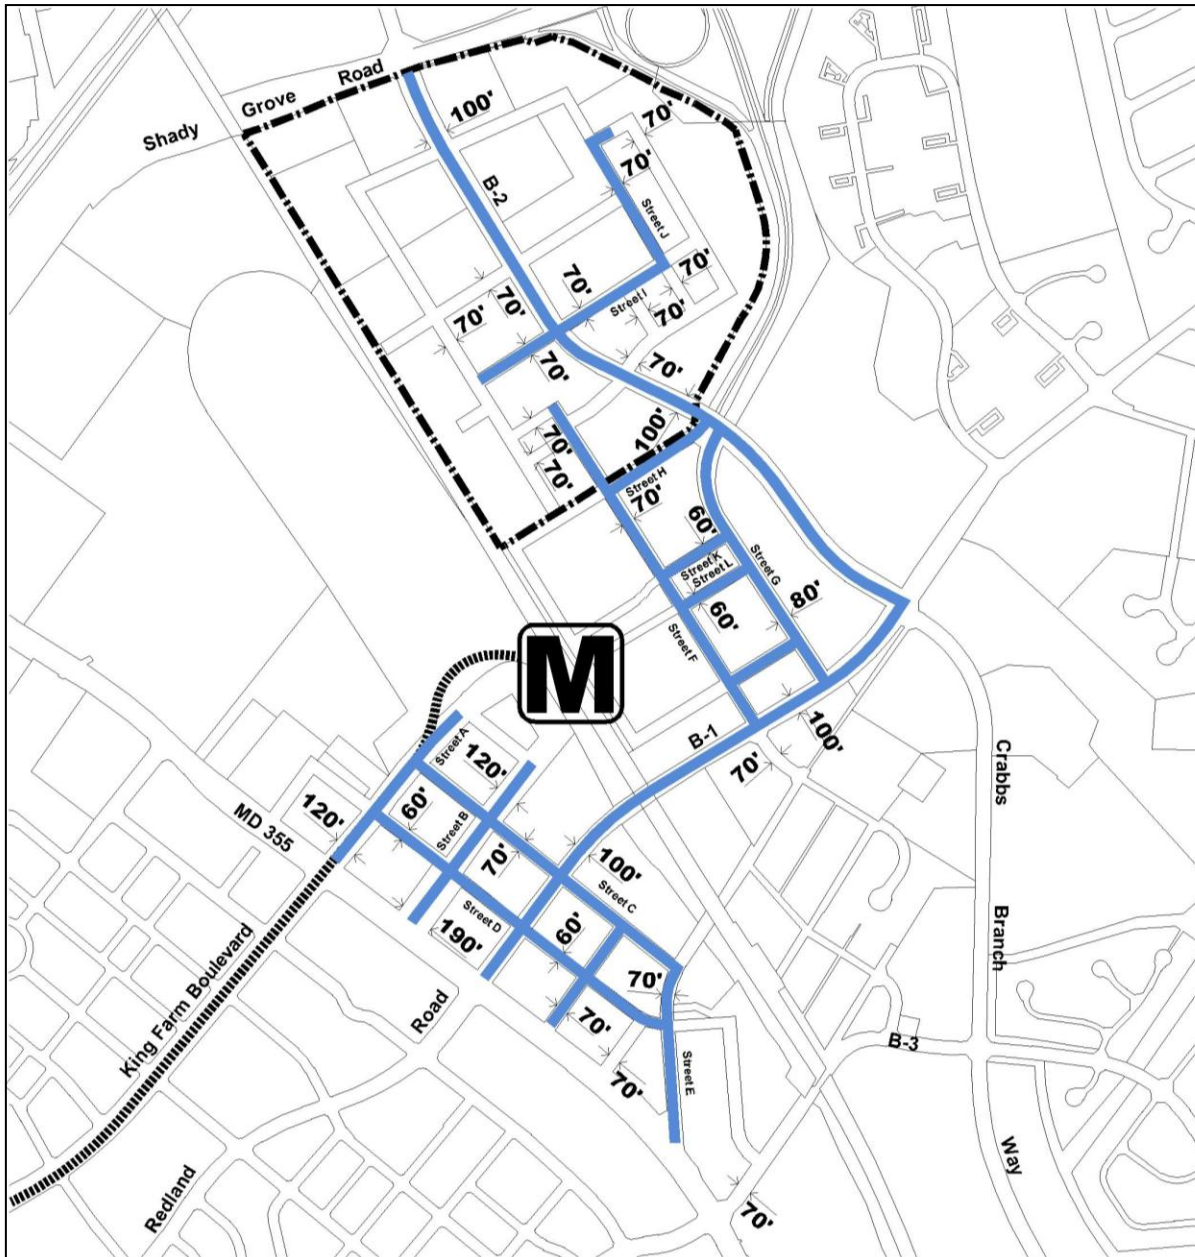 Shady
Grove
Road
100'
70'
70'
B-2
Street J
70'
70'
Street I
70'
70'
70'
70'
70'
70'
100'
70'
70'
Street H
70'
60'
Street K
Street L
Street G
60'
80'
Street F
M
B-1
100'
70'
Crabbs
Branch
Way
Street A
120'
120'
60'
Street B
MD 355
70'
100'
Street C
Street D
190'
60'
70'
70'
70'
Street E
B-3
King Farm Boulevard
Road
Redland
70'